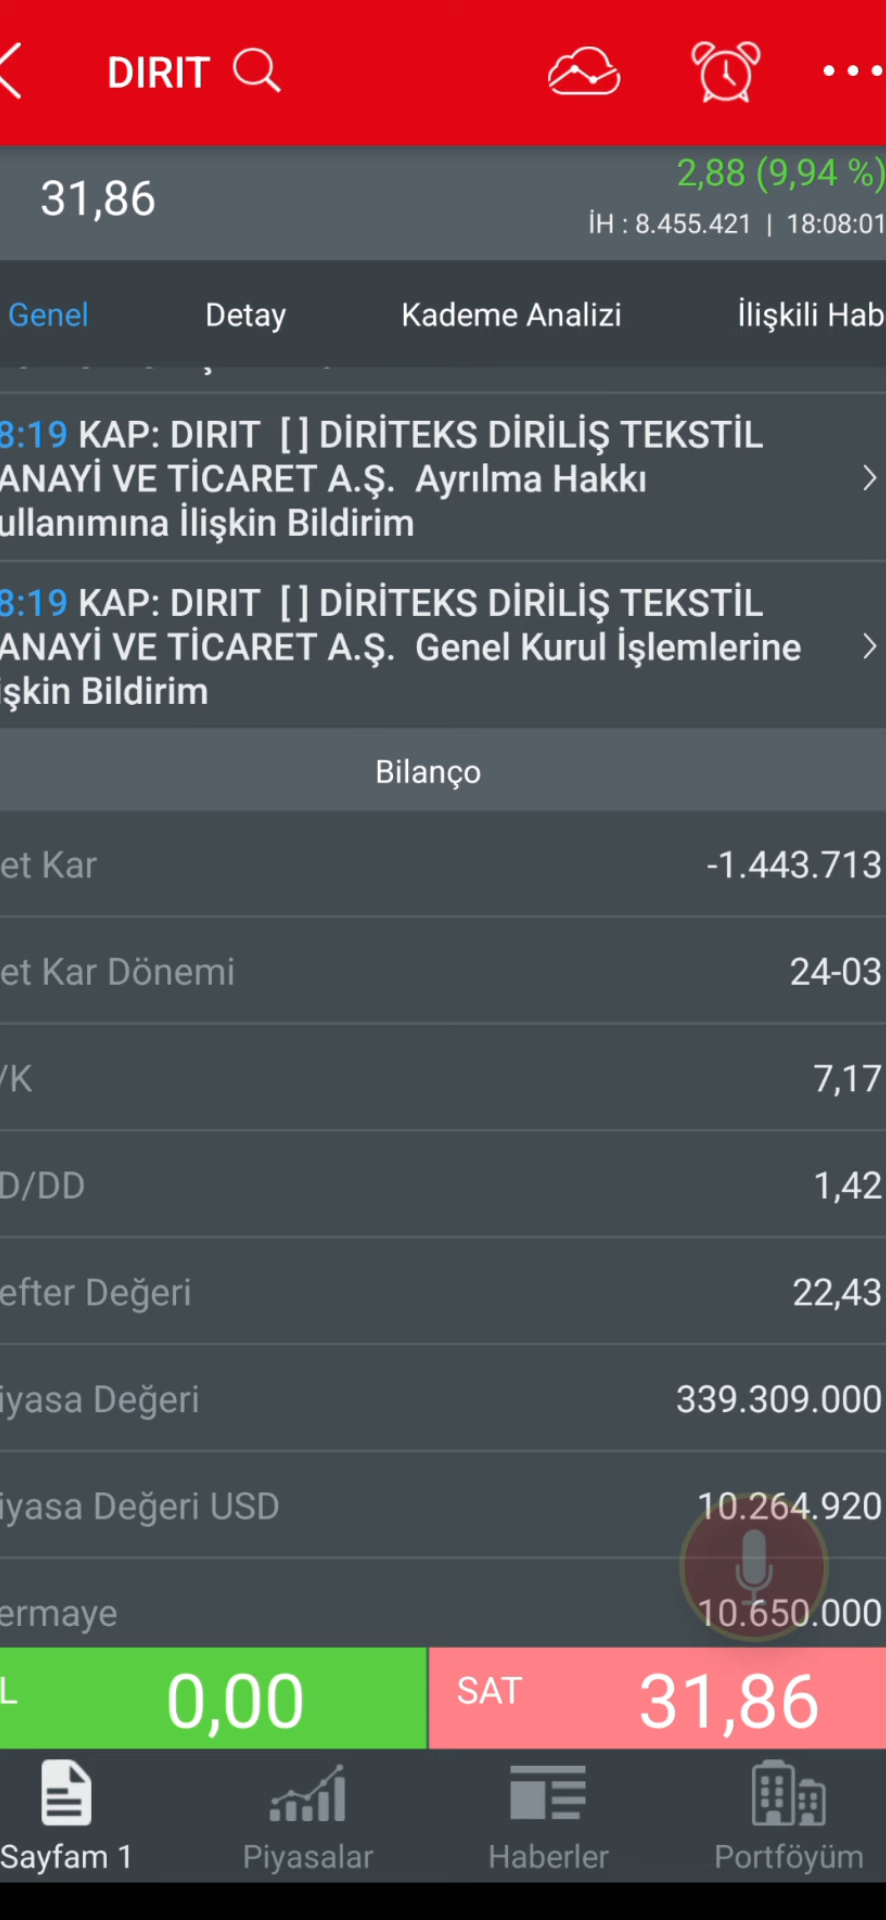 DIRIT
31,86
2,88 (9,94 %)
İH : 8.455.421 | 18:08:01
Genel Detay Kademe Analizi İlişkili Hab
8:19 KAP: DIRIT [ ] DİRİTEKS DİRİLİŞ TEKSTİL
ANAYİ VE TİCARET A.Ş. Ayrılma Hakkı
ullanımına İlişkin Bildirim
8:19 KAP: DIRIT [ ] DİRİTEKS DİRİLİŞ TEKSTİL
ANAYİ VE TİCARET A.Ş. Genel Kurul İşlemlerine
işkin Bildirim
Bilanço
et Kar -1.443.713
et Kar Dönemi 24-03
/K 7,17
D/DD 1,42
efter Değeri 22,43
iyasa Değeri 339.309.000
iyasa Değeri USD 10.264.920
ermaye 10.650.000
L 0,00 SAT 31,86
Sayfam 1 Piyasalar Haberler Portföyüm